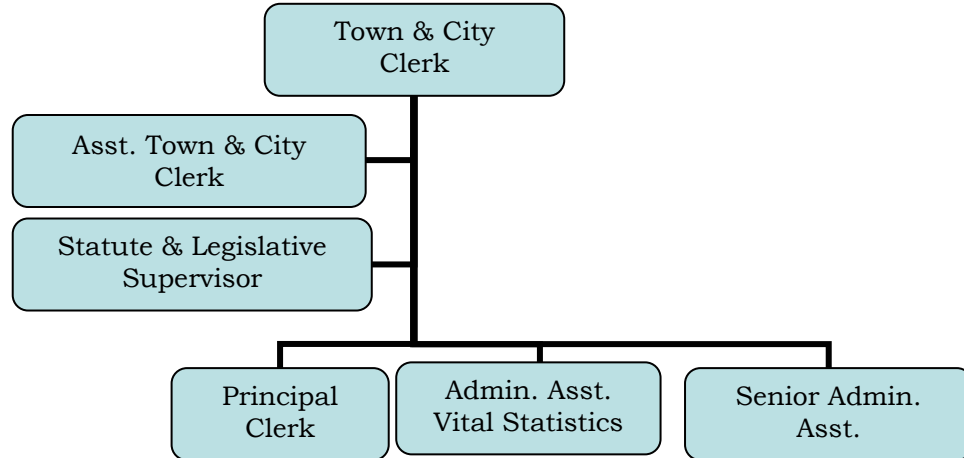 Town & City
Clerk
Asst. Town & City
Clerk
Statute & Legislative
Supervisor
Principal
Clerk
Admin. Asst.
Vital Statistics
Senior Admin.
Asst.